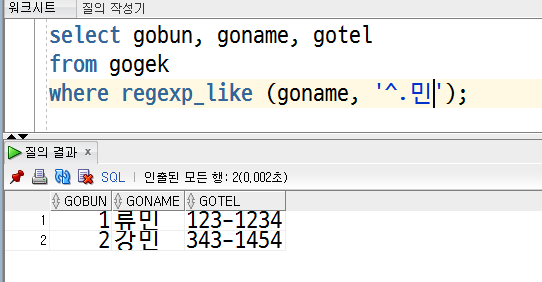 워크시트 질의 작성기
select gobun, goname, gotel
from gogek
where regexp_like (goname, '^.민');
질의 결과 x
SQL | 인출된 모든 행: 2(0,002초)
GOBUN GONAME GOTEL
1 1 류민 123-1234
2 2 강민 343-1454